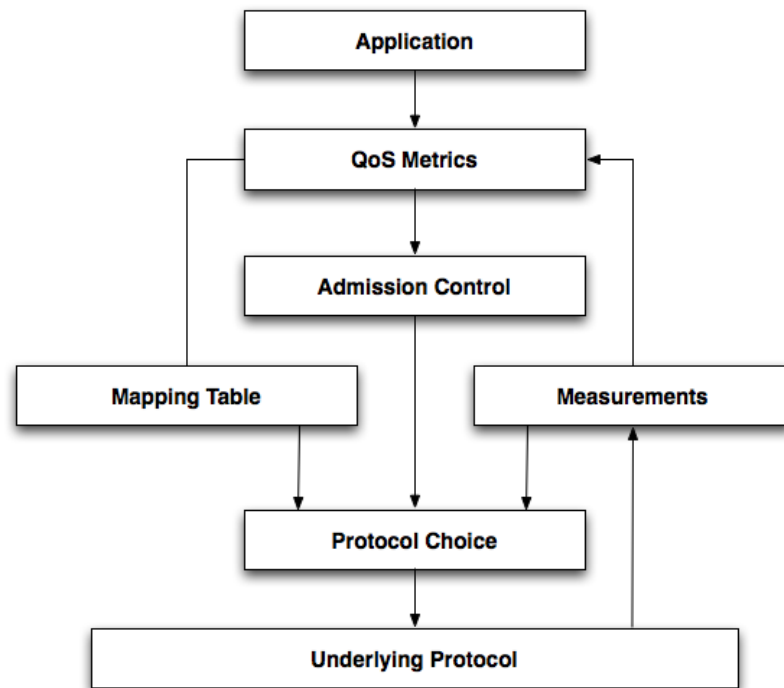 Application
QoS Metrics
Admission Control
Mapping Table
Measurements
Protocol Choice
Underlying Protocol